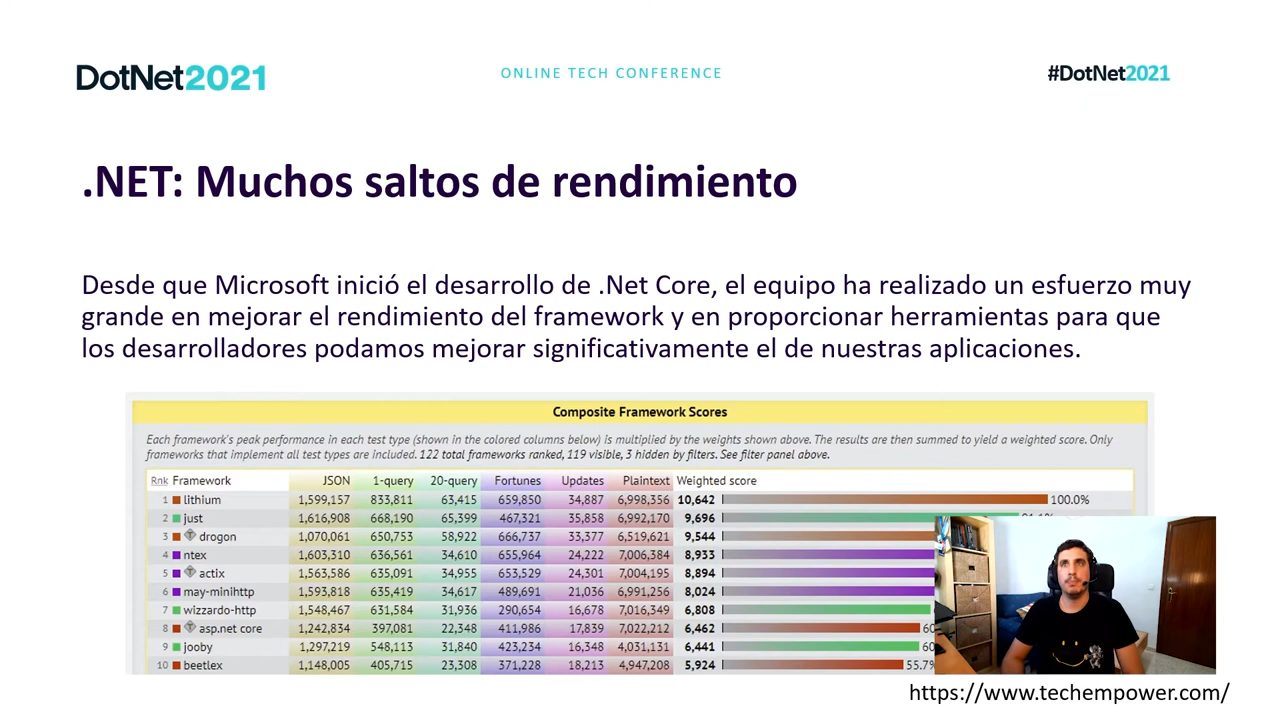 DotNet2021
ONLINE TECH CONFERENCE
#DotNet2021
.NET: Muchos saltos de rendimiento
Desde que Microsoft inició el desarrollo de .Net Core, el equipo ha realizado un esfuerzo muy
grande en mejorar el rendimiento del framework y en proporcionar herramientas para que
los desarrolladores podamos mejorar significativamente el de nuestras aplicaciones.
Composite Framework Scores
Each framework's peak performance in each test type (shown in the colored columns below) is multiplied by the weights shown above. The results are then summed to yield a weighted score. Only
frameworks that implement all test types are included. 122 total frameworks ranked, 119 visible, 3 hidden by filters. See filter panel above.
Rnk Framework JSON 1-query 20-query Fortunes Updates Plaintext Weighted score
1 lithium 1,599,157 833,811 63,415 659,850 34,887 6,998,356 10,642 100.0%
2 just 1,616,908 668,190 65,399 467,321 35,858 6,992,170 9,696
3 drogon 1,070,061 650,753 58,922 666,737 33,377 6,519,621 9,544
4 ntex 1,603,310 636,561 34,610 655,964 24,222 7,006,384 8,933
5 actix 1,563,586 635,091 34,955 653,529 24,301 7,004,195 8,894
6 may-minihttp 1,593,818 635,419 34,617 489,691 21,036 6,991,256 8,024
7 wizzardo-http 1,548,467 631,584 31,936 290,654 16,678 7,016,349 6,808
8 asp.net core 1,242,834 397,081 22,348 411,986 17,839 7,022,212 6,462 60
9 jooby 1,297,219 548,113 31,840 423,234 16,348 4,031,131 6,441 60
10 beetlex 1,148,005 405,715 23,308 371,228 18,213 4,947,208 5,924 55.7%
https://www.techempower.com/